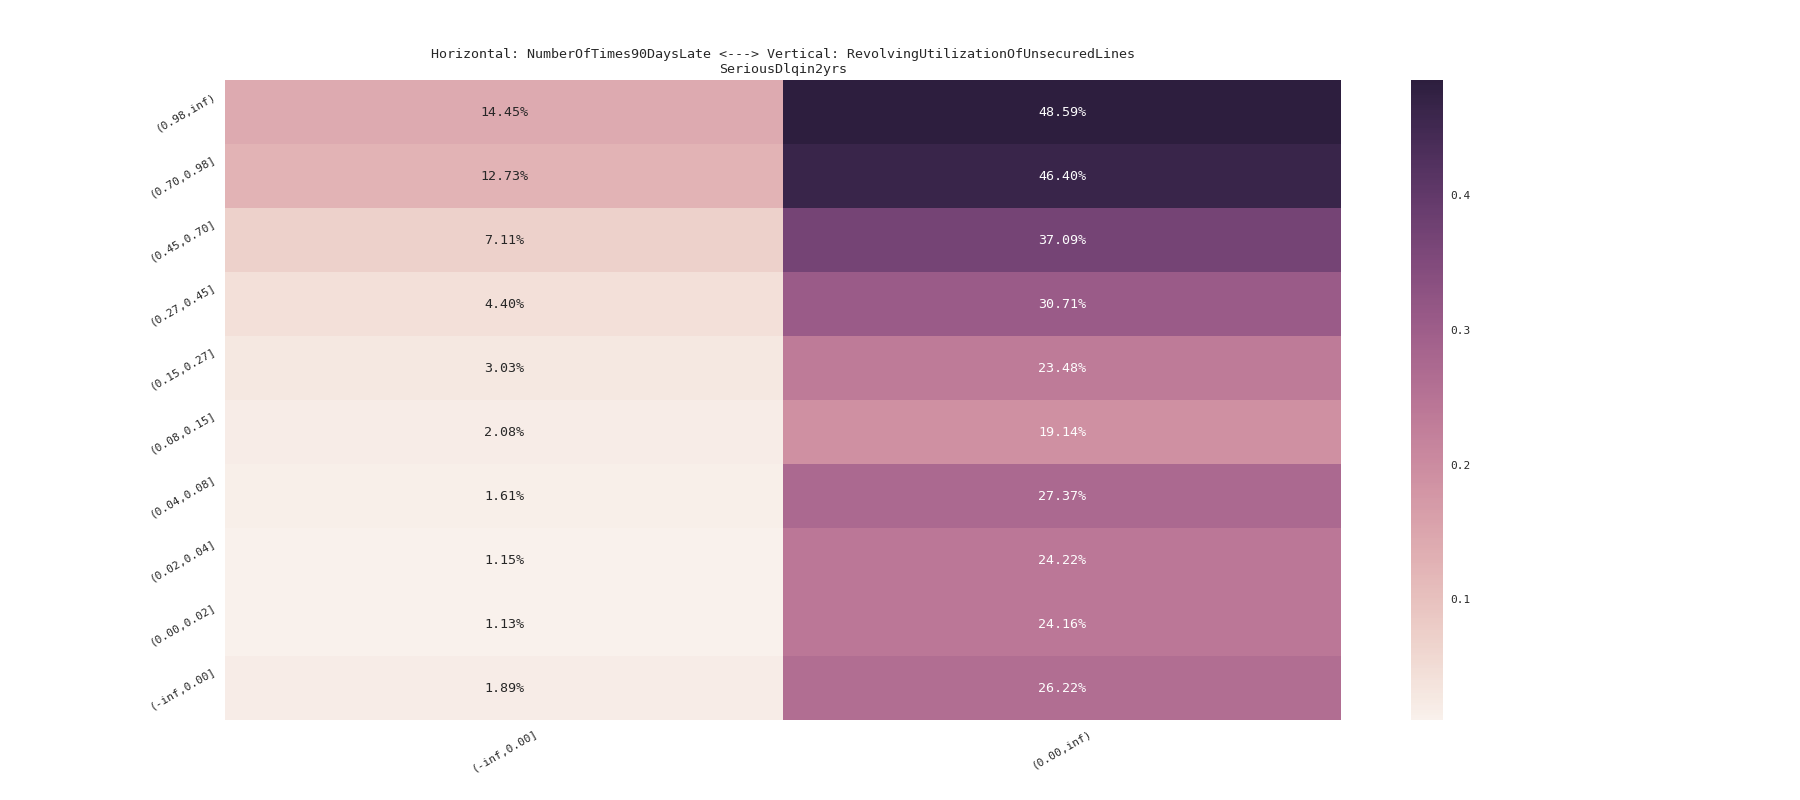 Horizontal: NumberOfTimes90DaysLate <---> Vertical: RevolvingUtilizationOfUnsecuredLines
SeriousDlqin2yrs
(0.98,inf) 14.45% 48.59%
(0.70,0.98] 12.73% 46.40%
0.4
(0.45,0.70] 7.11% 37.09%
(0.27,0.45] 4.40% 30.71%
0.3
(0.15,0.27] 3.03% 23.48%
(0.08,0.15] 2.08% 19.14%
0.2
(0.04,0.08] 1.61% 27.37%
(0.02,0.04] 1.15% 24.22%
0.1
(0.00,0.02] 1.13% 24.16%
(-inf,0.00] 1.89% 26.22%
(-inf,0.00] (0.00,inf)